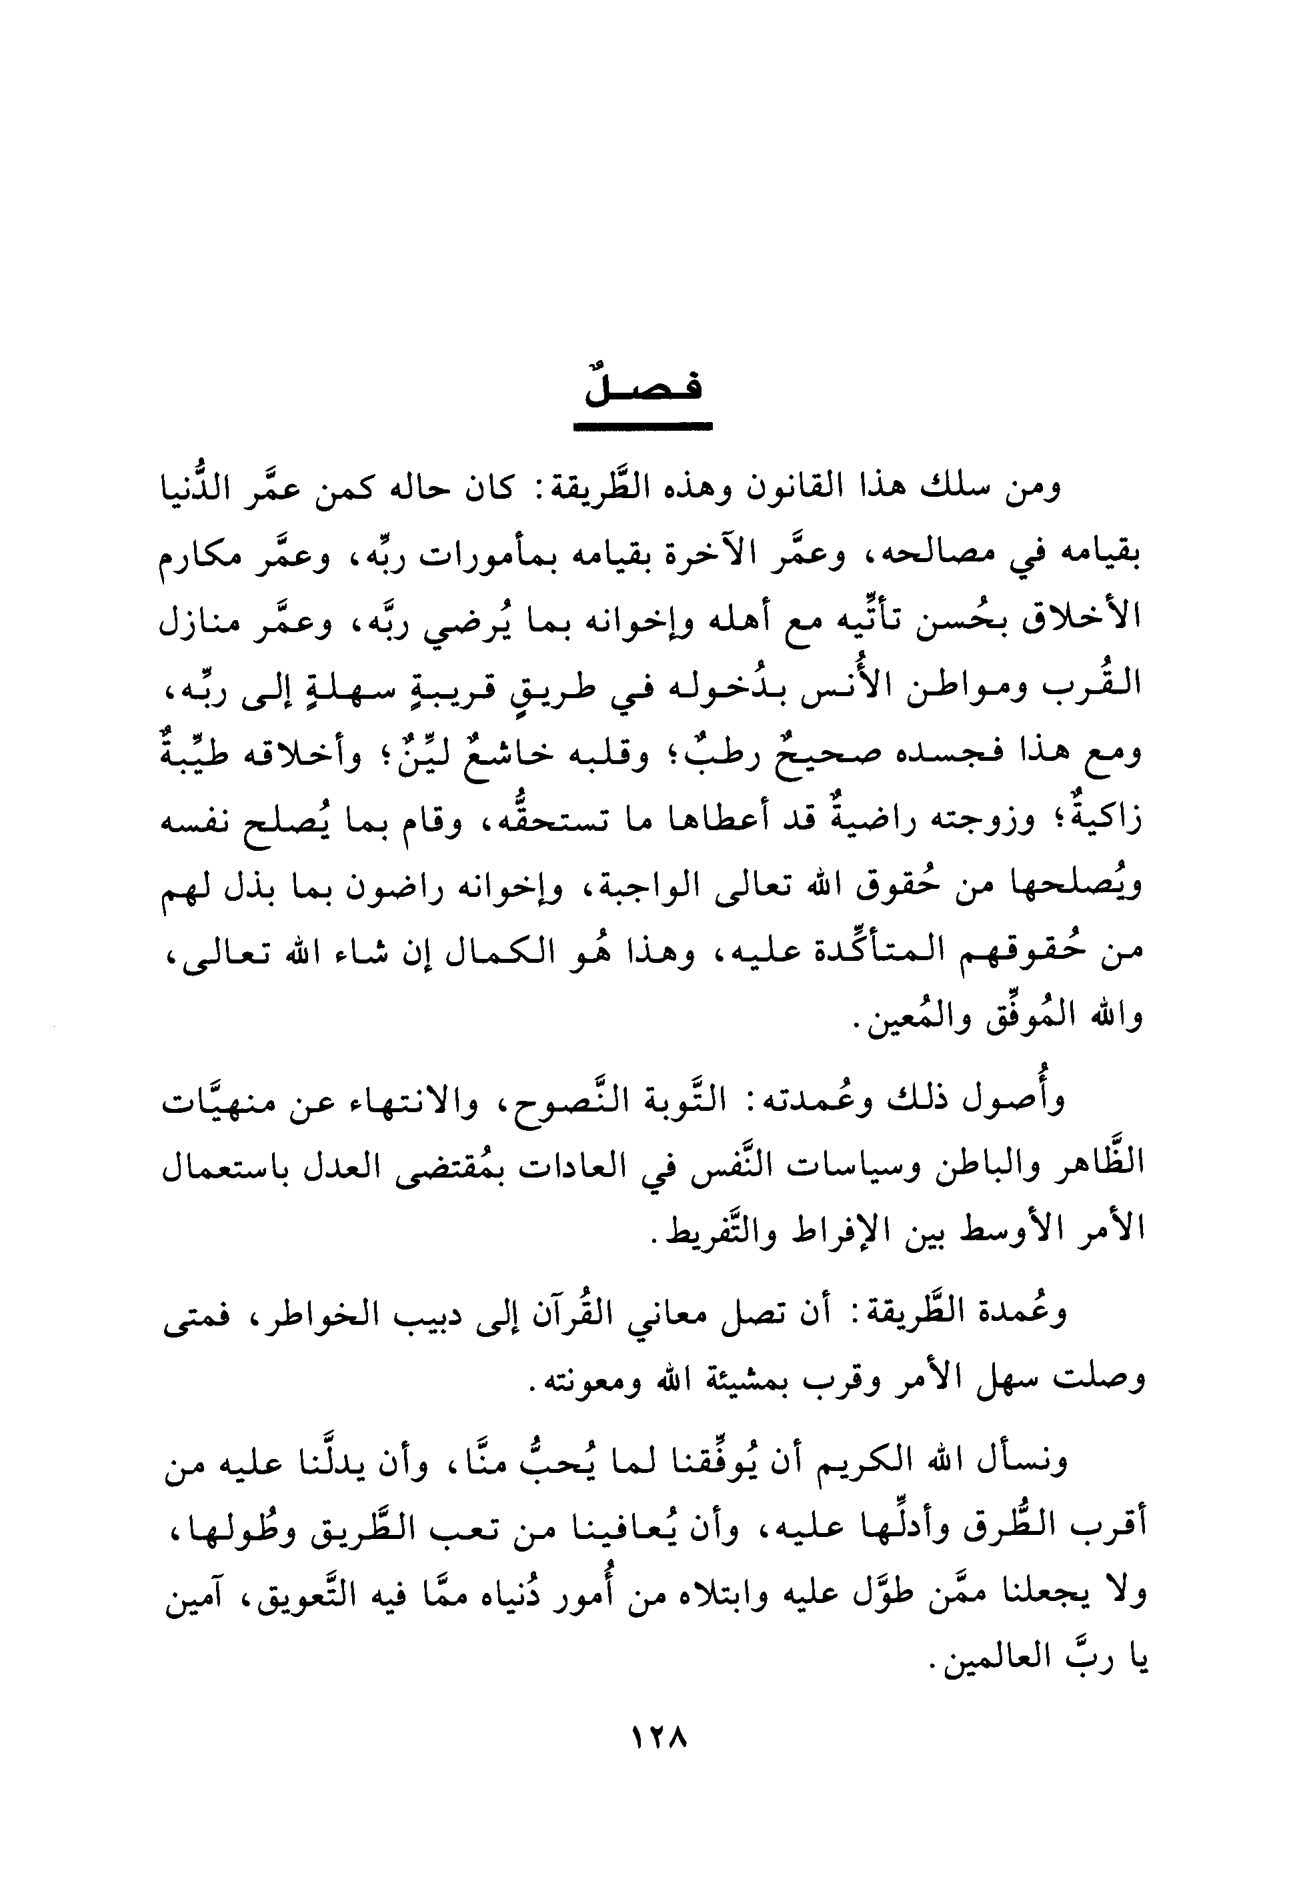 فصلٌ
ومن سلك هذا القانون وهذه الطَّريقة: كان حاله كمن عمَّر الدُّنيا
بقيامه في مصالحه، وعمَّر الآخرة بقيامه بمأمورات ربِّه، وعمَّر مكارم
الأخلاق بحُسن تأتِّيه مع أهله وإخوانه بما يُرضي ربَّه، وعمَّر منازل
القُرب ومواطن الأُنس بدُخوله في طريقٍ قريبةٍ سهلةٍ إلى ربِّه،
ومع هذا فجسده صحيحٌ رطبٌ؛ وقلبه خاشعٌ ليِّنٌ؛ وأخلاقه طيِّبةٌ
زاكيةٌ؛ وزوجته راضيةٌ قد أعطاها ما تستحقُّه، وقام بما يُصلح نفسه
ويُصلحها من حُقوق الله تعالى الواجبة، وإخوانه راضون بما بذل لهم
من حُقوقهم المتأكِّدة عليه، وهذا هُو الكمال إن شاء الله تعالى،
والله المُوفِّق والمُعين.
وأُصول ذلك وعُمدته: التَّوبة النَّصوح، والانتهاء عن منهيَّات
الظَّاهر والباطن وسياسات النَّفس في العادات بمُقتضى العدل باستعمال
الأمر الأوسط بين الإفراط والتَّفريط.
وعُمدة الطَّريقة: أن تصل معاني القُرآن إلى دبيب الخواطر، فمتى
وصلت سهل الأمر وقرب بمشيئة الله ومعونته.
ونسأل الله الكريم أن يُوفِّقنا لما يُحبُّ منَّا، وأن يدلَّنا عليه من
أقرب الطُّرق وأدلِّها عليه، وأن يُعافينا من تعب الطَّريق وطُولها،
ولا يجعلنا ممَّن طوَّل عليه وابتلاه من أُمور دُنياه ممَّا فيه التَّعويق، آمين
يا ربَّ العالمين.
١٢٨